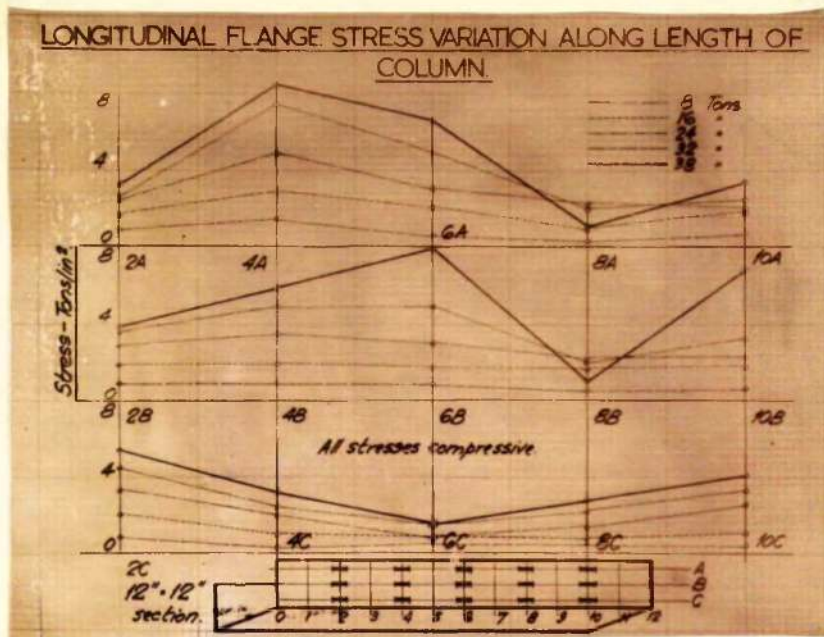 LONGITUDINAL FLANGE STRESS VARIATION ALONG LENGTH OF
COLUMN.
8
4
0
8 Tons
16 "
24 "
32 "
38 "
2A 4A 6A 8A 10A
Stress - Tons/in²
8
4
0
2B 4B 6B 8B 10B
All stresses compressive.
8
4
0
2C 4C 6C 8C 10C
12" × 12"
section.
A
B
C
0 1 2 3 4 5 6 7 8 9 10 11 12